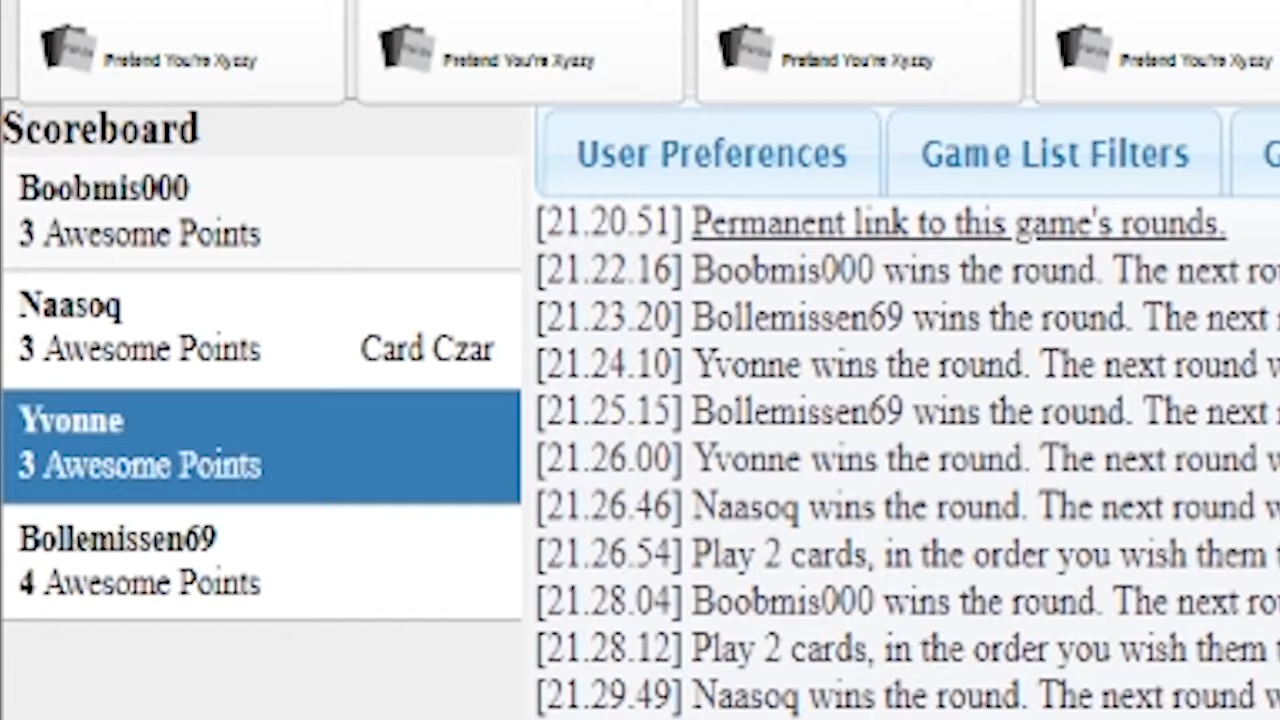 Pretend You're Xyzzy Pretend You're Xyzzy Pretend You're Xyzzy Pretend You're Xyzzy
Scoreboard
Boobmis000
3 Awesome Points
Naasoq
3 Awesome Points Card Czar
Yvonne
3 Awesome Points
Bollemissen69
4 Awesome Points
User Preferences Game List Filters G
[21.20.51] Permanent link to this game's rounds.
[21.22.16] Boobmis000 wins the round. The next ro
[21.23.20] Bollemissen69 wins the round. The next
[21.24.10] Yvonne wins the round. The next round w
[21.25.15] Bollemissen69 wins the round. The next
[21.26.00] Yvonne wins the round. The next round w
[21.26.46] Naasoq wins the round. The next round w
[21.26.54] Play 2 cards, in the order you wish them t
[21.28.04] Boobmis000 wins the round. The next ro
[21.28.12] Play 2 cards, in the order you wish them t
[21.29.49] Naasoq wins the round. The next round w